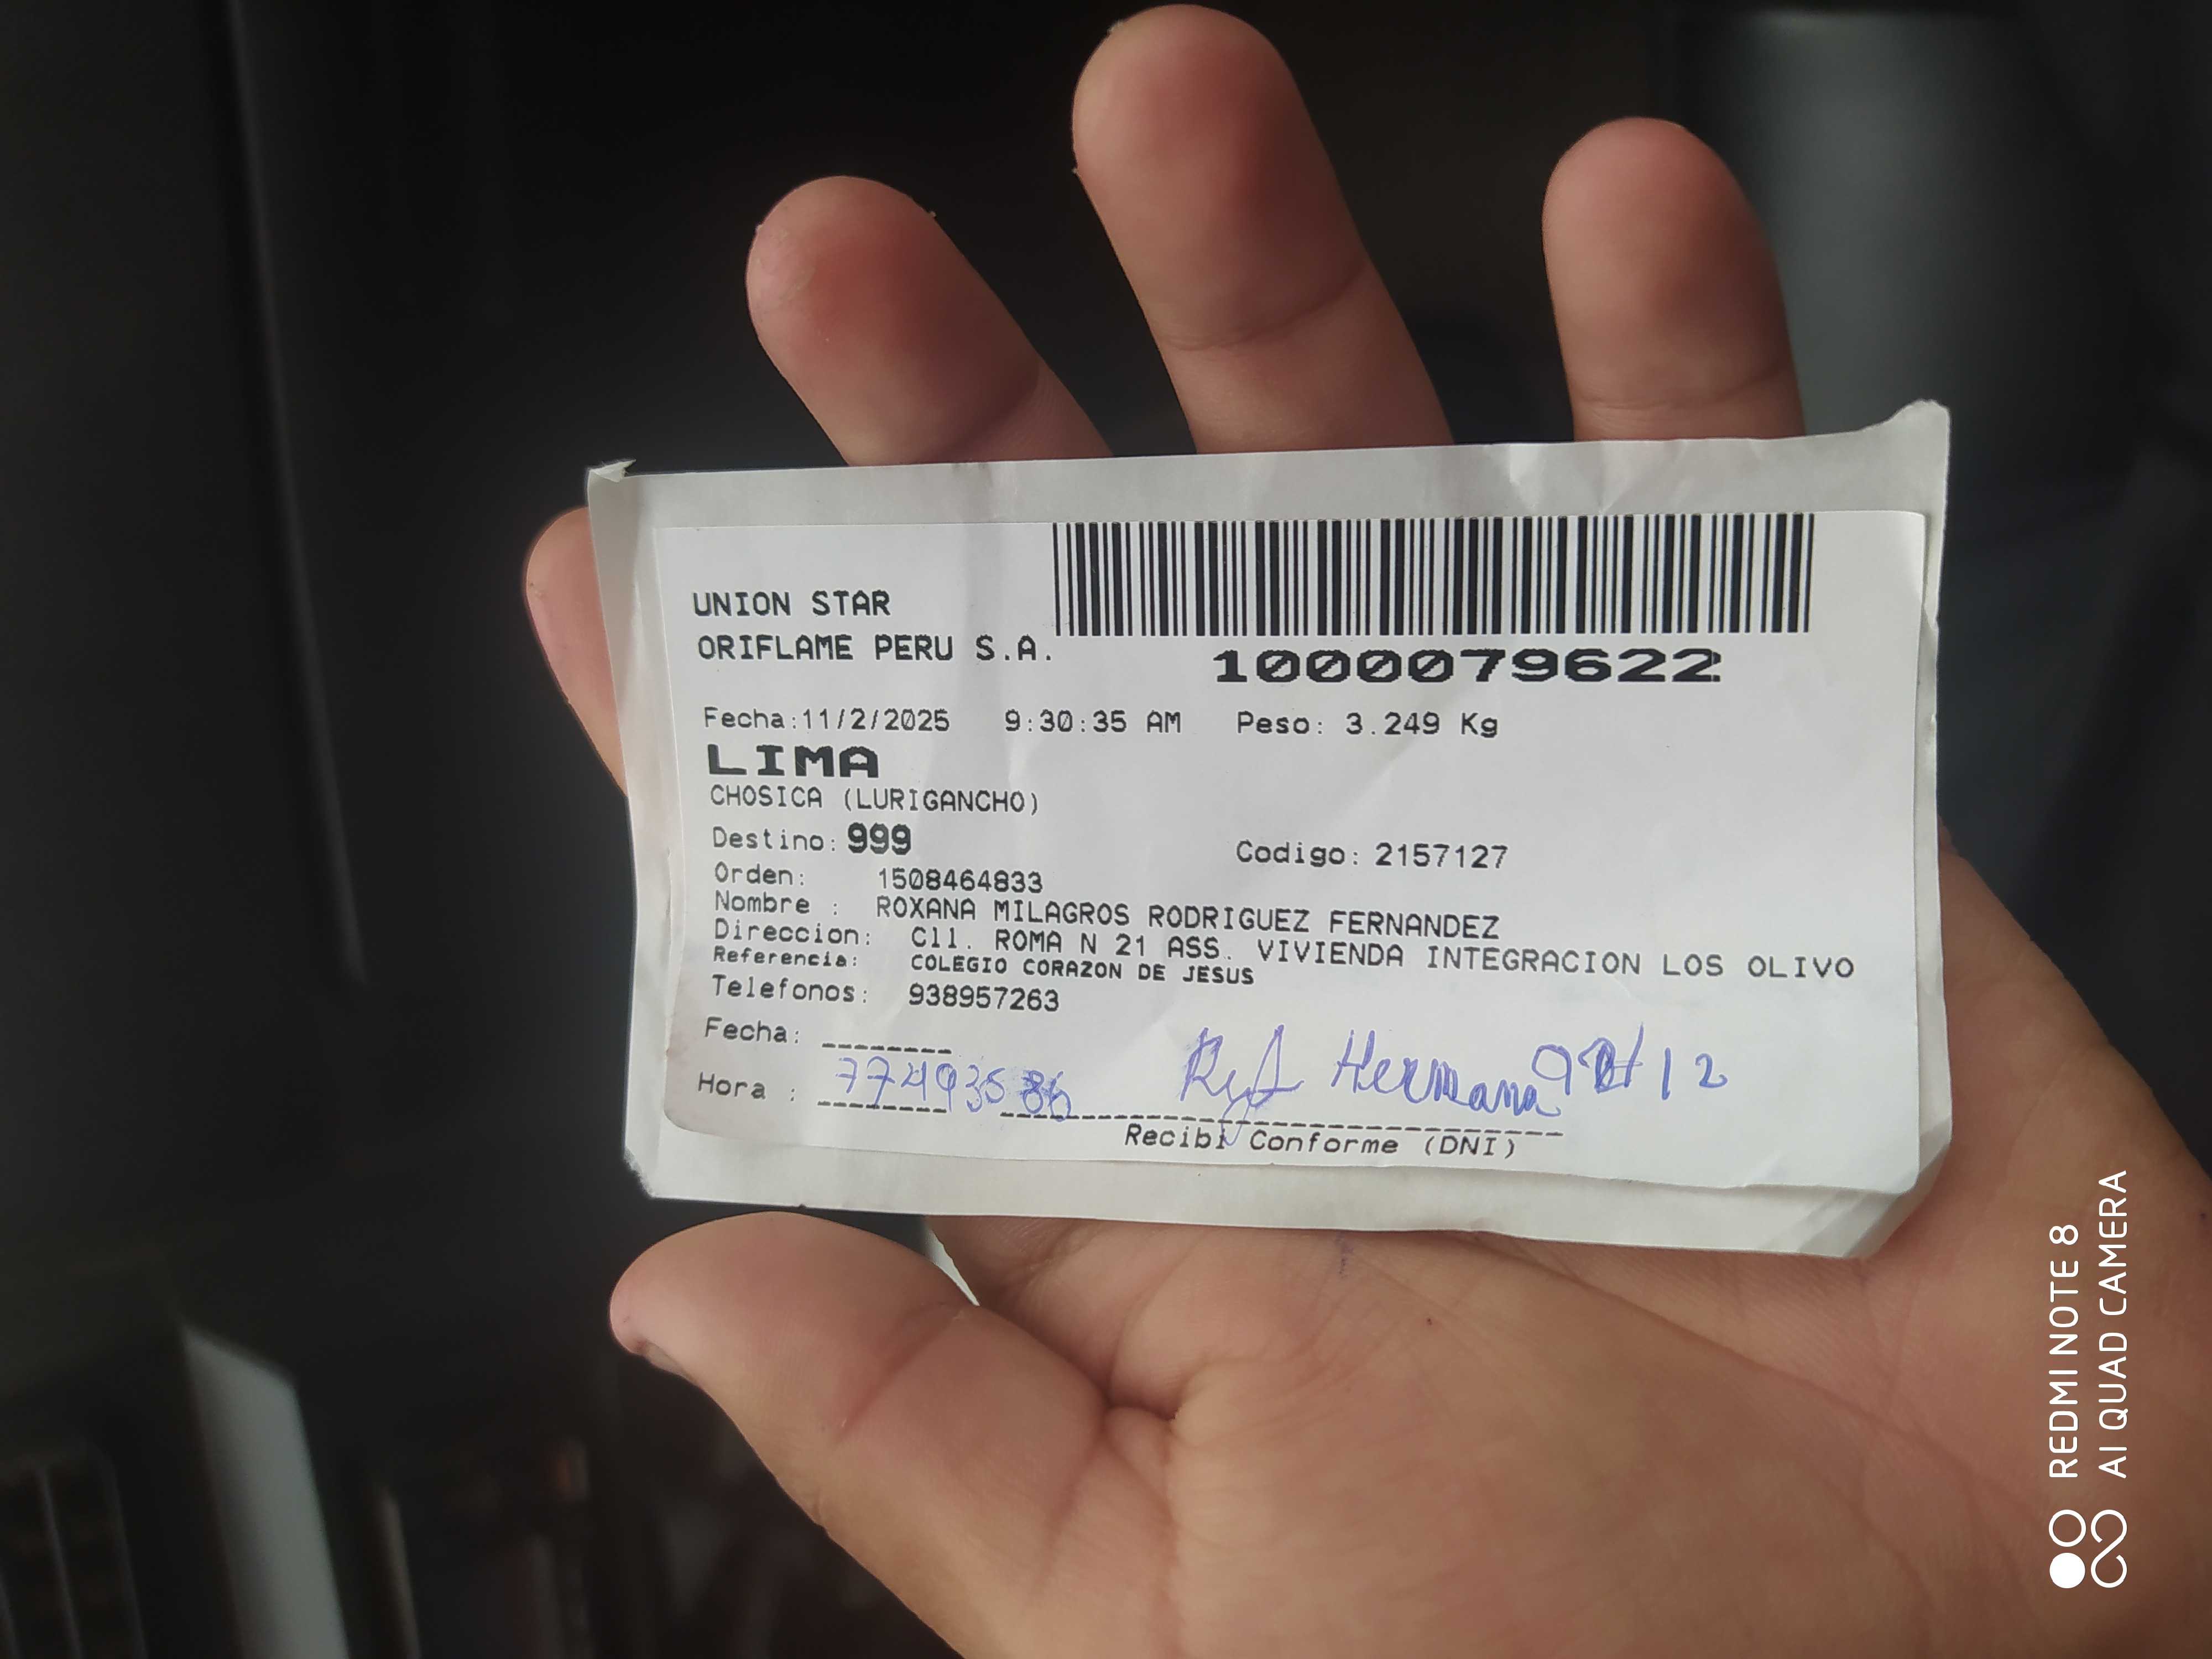 UNION STAR
ORIFLAME PERU S.A.
1000079622
Fecha:11/2/2025 9:30:35 AM Peso: 3.249 Kg
LIMA
CHOSICA (LURIGANCHO)
Destino: 999 Codigo: 2157127
Orden: 1508464833
Nombre : ROXANA MILAGROS RODRIGUEZ FERNANDEZ
Direccion: Cll. ROMA N 21 ASS. VIVIENDA INTEGRACION LOS OLIVO
Referencia: COLEGIO CORAZON DE JESUS
Telefonos: 938957263
Fecha: --------
Hermana
Hora : --------
Recibi Conforme (DNI)
REDMI NOTE 8
AI QUAD CAMERA